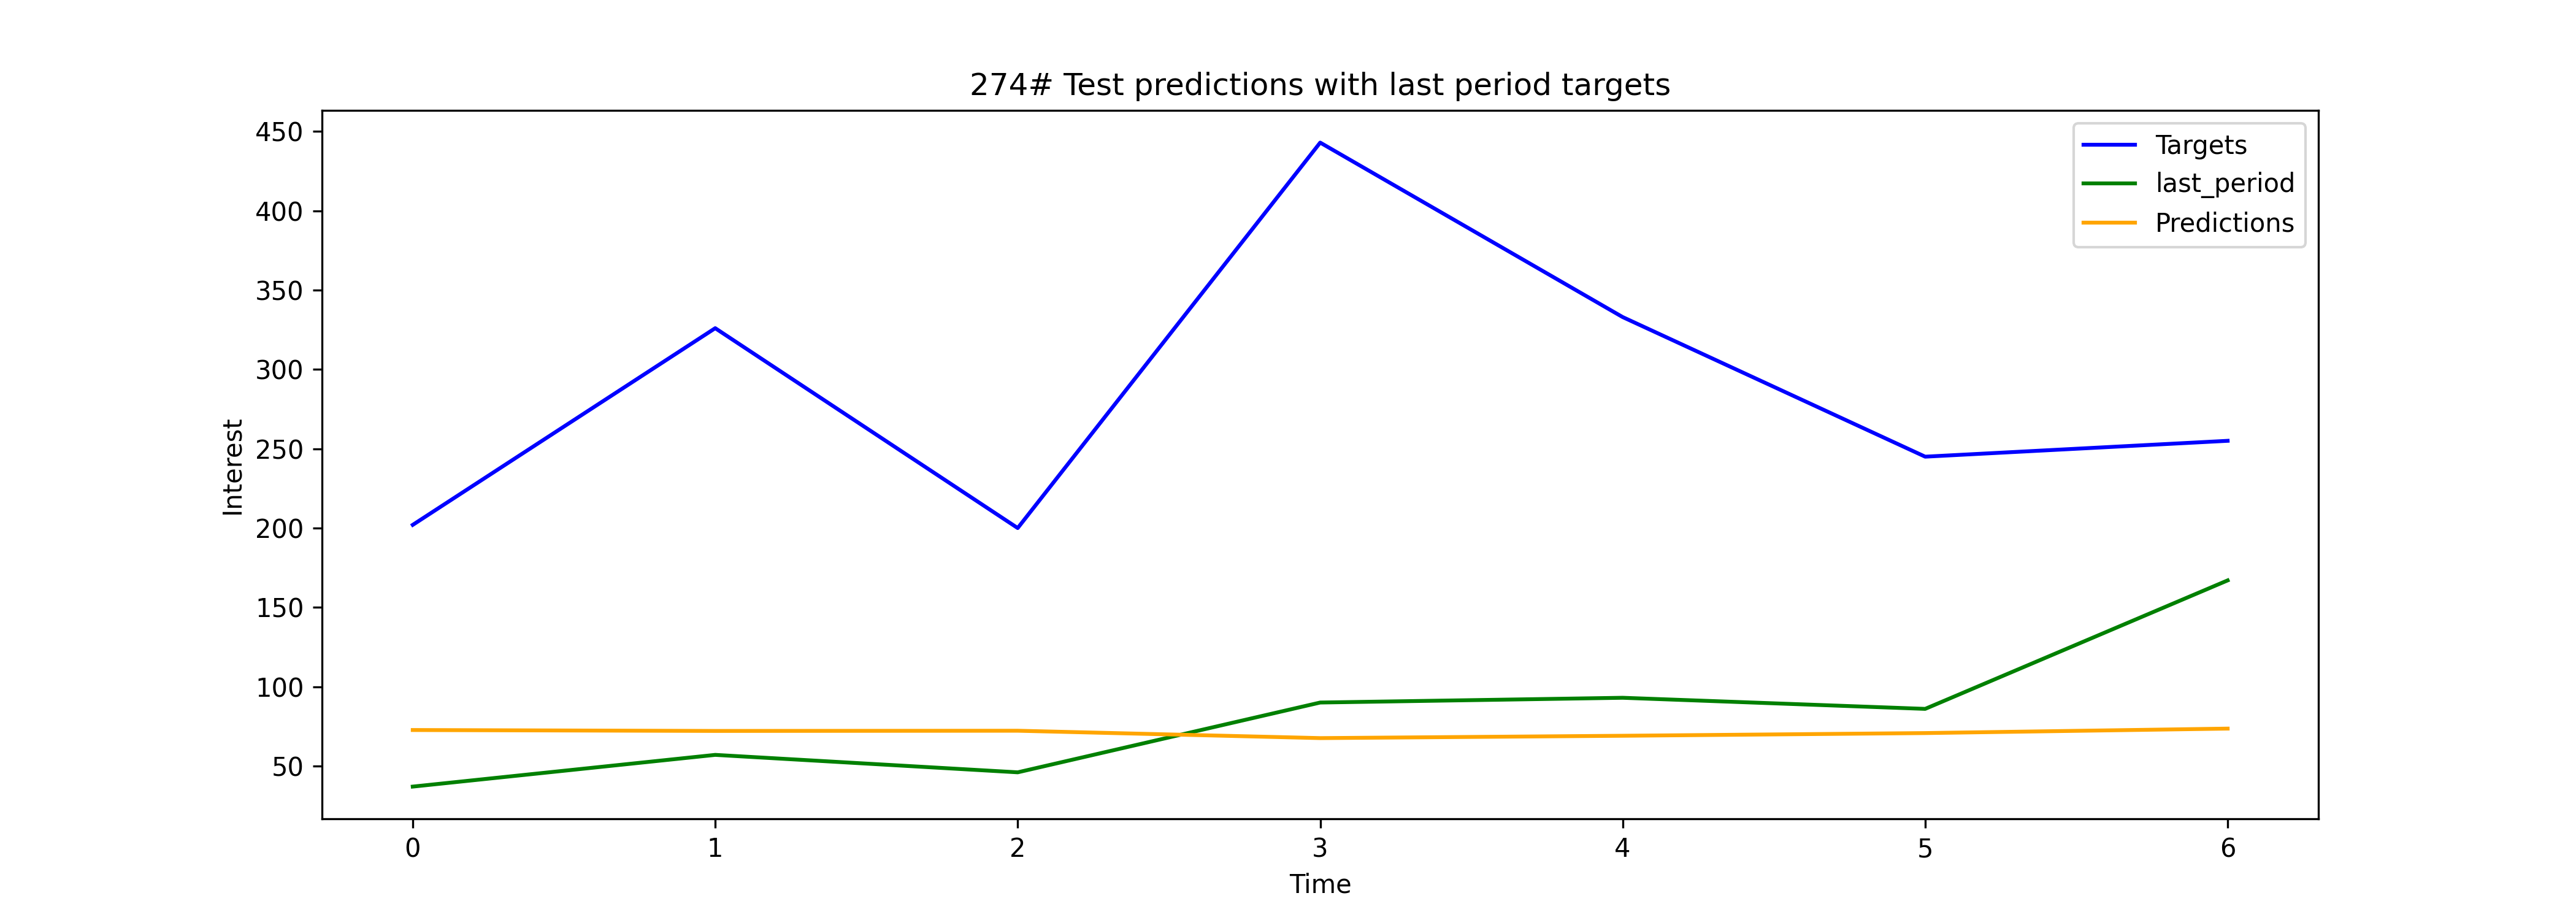 274# Test predictions with last period targets
Targets
last_period
Predictions
Interest
450
400
350
300
250
200
150
100
50
0 1 2 3 4 5 6
Time